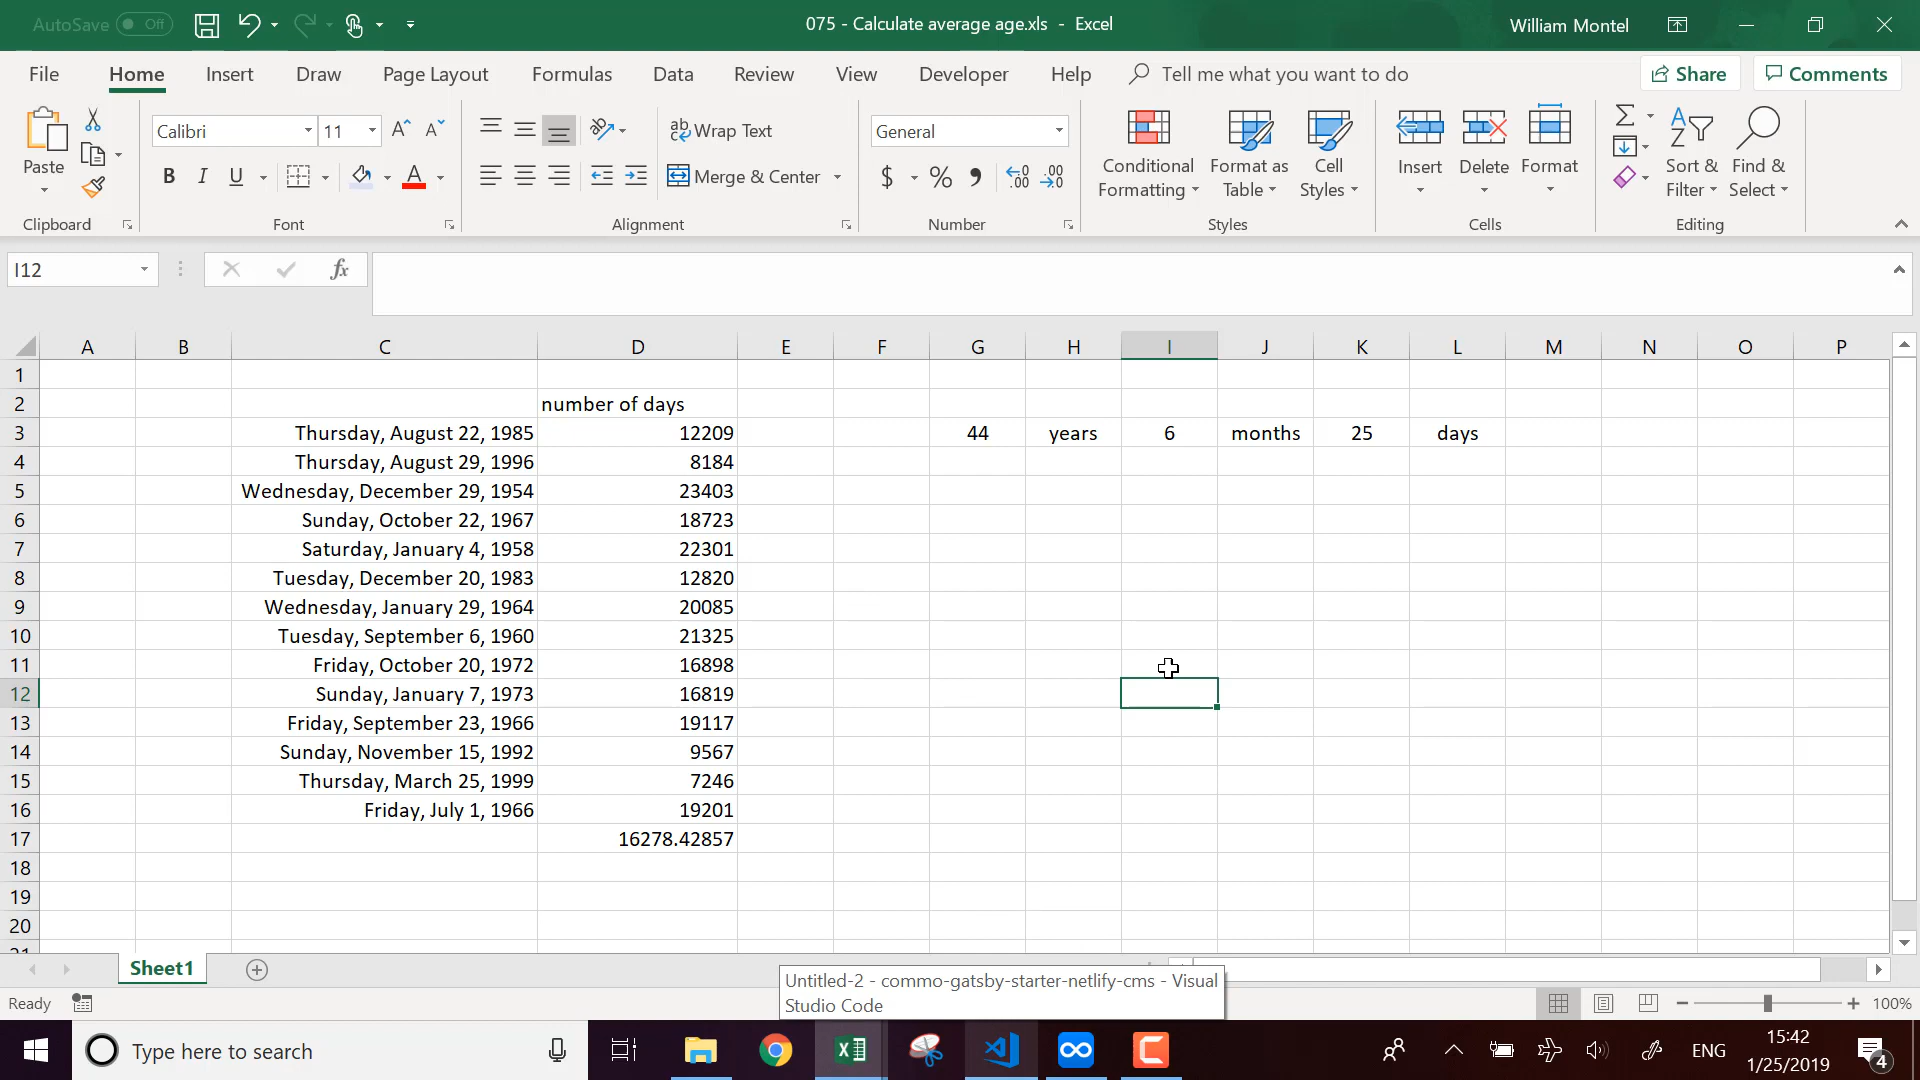 AutoSave Off
075 - Calculate average age.xls - Excel
William Montel
File Home Insert Draw Page Layout Formulas Data Review View Developer Help Tell me what you want to do Share Comments
Paste
Clipboard
Calibri 11
B I U A
Font
ab Wrap Text
Merge & Center
Alignment
General
$ % , .00 .00
Number
Conditional Formatting
Format as Table
Cell Styles
Styles
Insert Delete Format
Cells
Sort & Filter
Find & Select
Editing
I12
fx
A B C D E F G H I J K L M N O P
1
2 number of days
3 Thursday, August 22, 1985 12209 44 years 6 months 25 days
4 Thursday, August 29, 1996 8184
5 Wednesday, December 29, 1954 23403
6 Sunday, October 22, 1967 18723
7 Saturday, January 4, 1958 22301
8 Tuesday, December 20, 1983 12820
9 Wednesday, January 29, 1964 20085
10 Tuesday, September 6, 1960 21325
11 Friday, October 20, 1972 16898
12 Sunday, January 7, 1973 16819
13 Friday, September 23, 1966 19117
14 Sunday, November 15, 1992 9567
15 Thursday, March 25, 1999 7246
16 Friday, July 1, 1966 19201
17 16278.42857
18
19
20
21
Sheet1
Untitled-2 - commo-gatsby-starter-netlify-cms - Visual
Studio Code
Ready
100%
Type here to search
ENG
15:42
1/25/2019
4